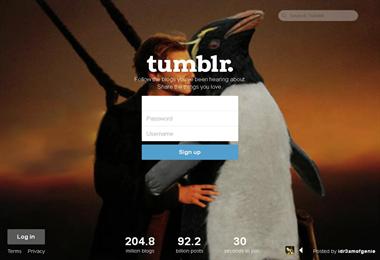 Search Tumblr
tumblr.
Follow the blogs you've been hearing about.
Share the things you love.
Password
Username
Sign up
Log in
204.8
million blogs
92.2
billion posts
30
seconds to join
Terms Privacy
Posted by idr3amofgenie